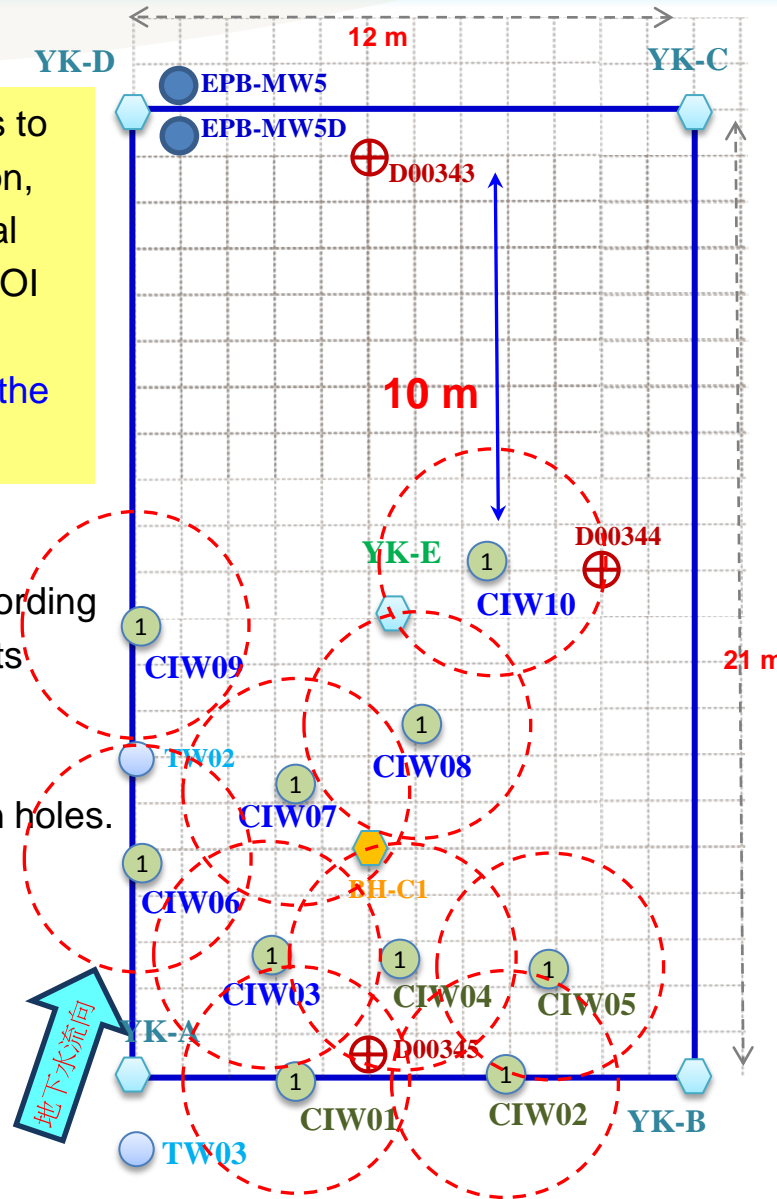 12 m
YK-D
YK-C
EPB-MW5
s to
EPB-MW5D
on,
D00343
al
OI
10 m
the
D00344
YK-E
1
ording
CIW10
1
ts
CIW09
21 m
1
TW02
CIW08
1
n holes.
CIW07
1
BH-C1
CIW06
1
1
1
CIW03
CIW04
CIW05
地下水流向
YK-A
D00345
1
1
CIW01
CIW02
YK-B
TW03